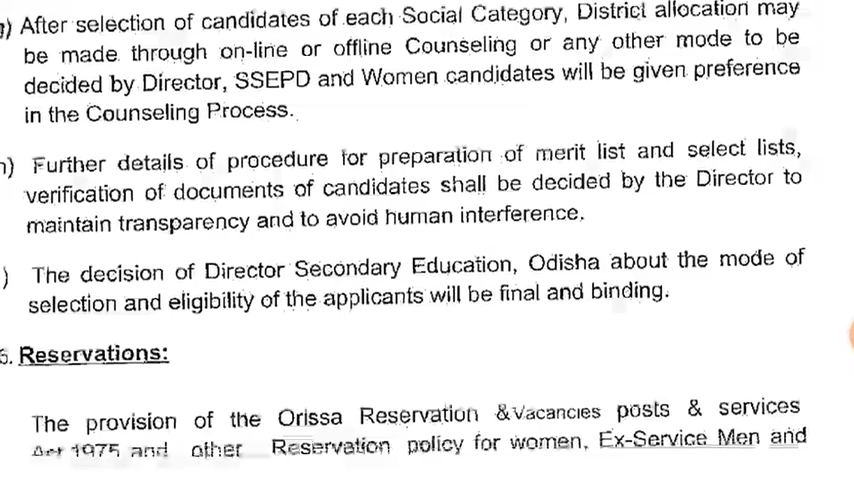 ) After selection of candidates of each Social Category, District allocation may
be made through on-line or offline Counseling or any other mode to be
decided by Director, SSEPD and Women candidates will be given preference
in the Counseling Process.
) Further details of procedure for preparation of merit list and select lists,
verification of documents of candidates shall be decided by the Director to
maintain transparency and to avoid human interference.
) The decision of Director Secondary Education, Odisha about the mode of
selection and eligibility of the applicants will be final and binding.
. Reservations:
The provision of the Orissa Reservation &Vacancies posts & services
Act 1975 and other Reservation policy for women, Ex-Service Men and